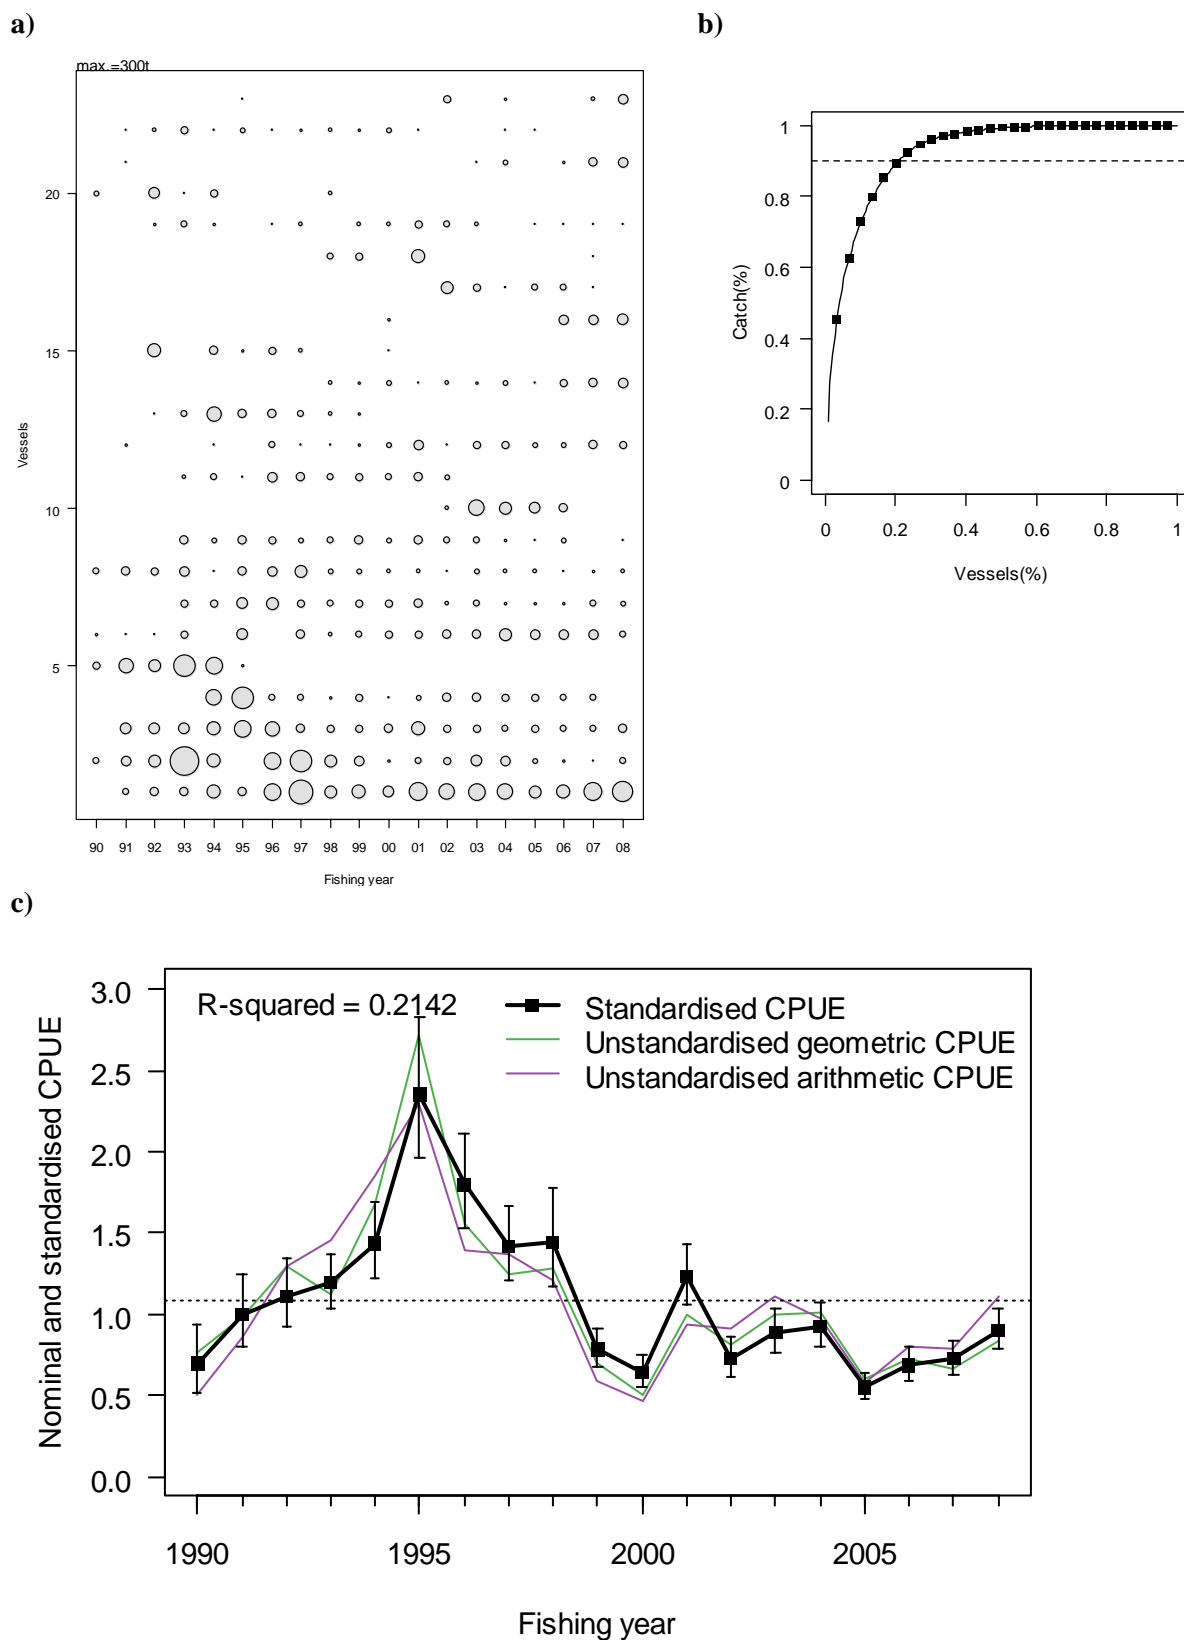 a)
b)
max.=300t
Vessels
20
15
10
5
90 91 92 93 94 95 96 97 98 99 00 01 02 03 04 05 06 07 08
Fishing year
Catch(%)
1
0.8
0.6
0.4
0.2
0
0 0.2 0.4 0.6 0.8 1
Vessels(%)
c)
Nominal and standardised CPUE
3.0
2.5
2.0
1.5
1.0
0.5
0.0
R-squared = 0.2142
Standardised CPUE
Unstandardised geometric CPUE
Unstandardised arithmetic CPUE
1990 1995 2000 2005
Fishing year